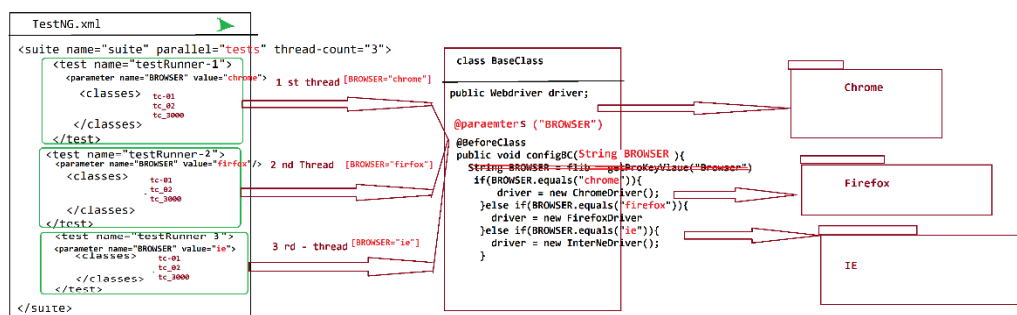 TestNG.xml
<suite name="suite" parallel="tests" thread-count="3">
<test name="testRunner-1">
<parameter name="BROWSER" value="chrome">
<classes>
tc-01
tc_02
tc_3000
</classes>
</test>
<test name="testRunner-2">
<parameter name="BROWSER" value="firfox"/>
<classes>
tc-01
tc_02
tc_3000
</classes>
</test>
<test name="testRunner 3">
<parameter name="BROWSER" value="ie">
<classes>
tc-01
tc_02
tc_3000
</classes>
</test>
</suite>
1 st thread [BROWSER="chrome"]
2 nd Thread [BROWSER="firfox"]
3 rd - thread [BROWSER="ie"]
class BaseClass
public Webdriver driver;
@paraemters ("BROWSER")
@BeforeClass
public void configBC(String BROWSER ){
String BROWSER = flib getProKeyVlaue("Browser")
if(BROWSER.equals("chrome")){
driver = new ChromeDriver();
}else if(BROWSER.equals("firefox")){
driver = new FirefoxDriver
}else if(BROWSER.equals("ie")){
driver = new InterNeDriver();
}
Chrome
Firefox
IE